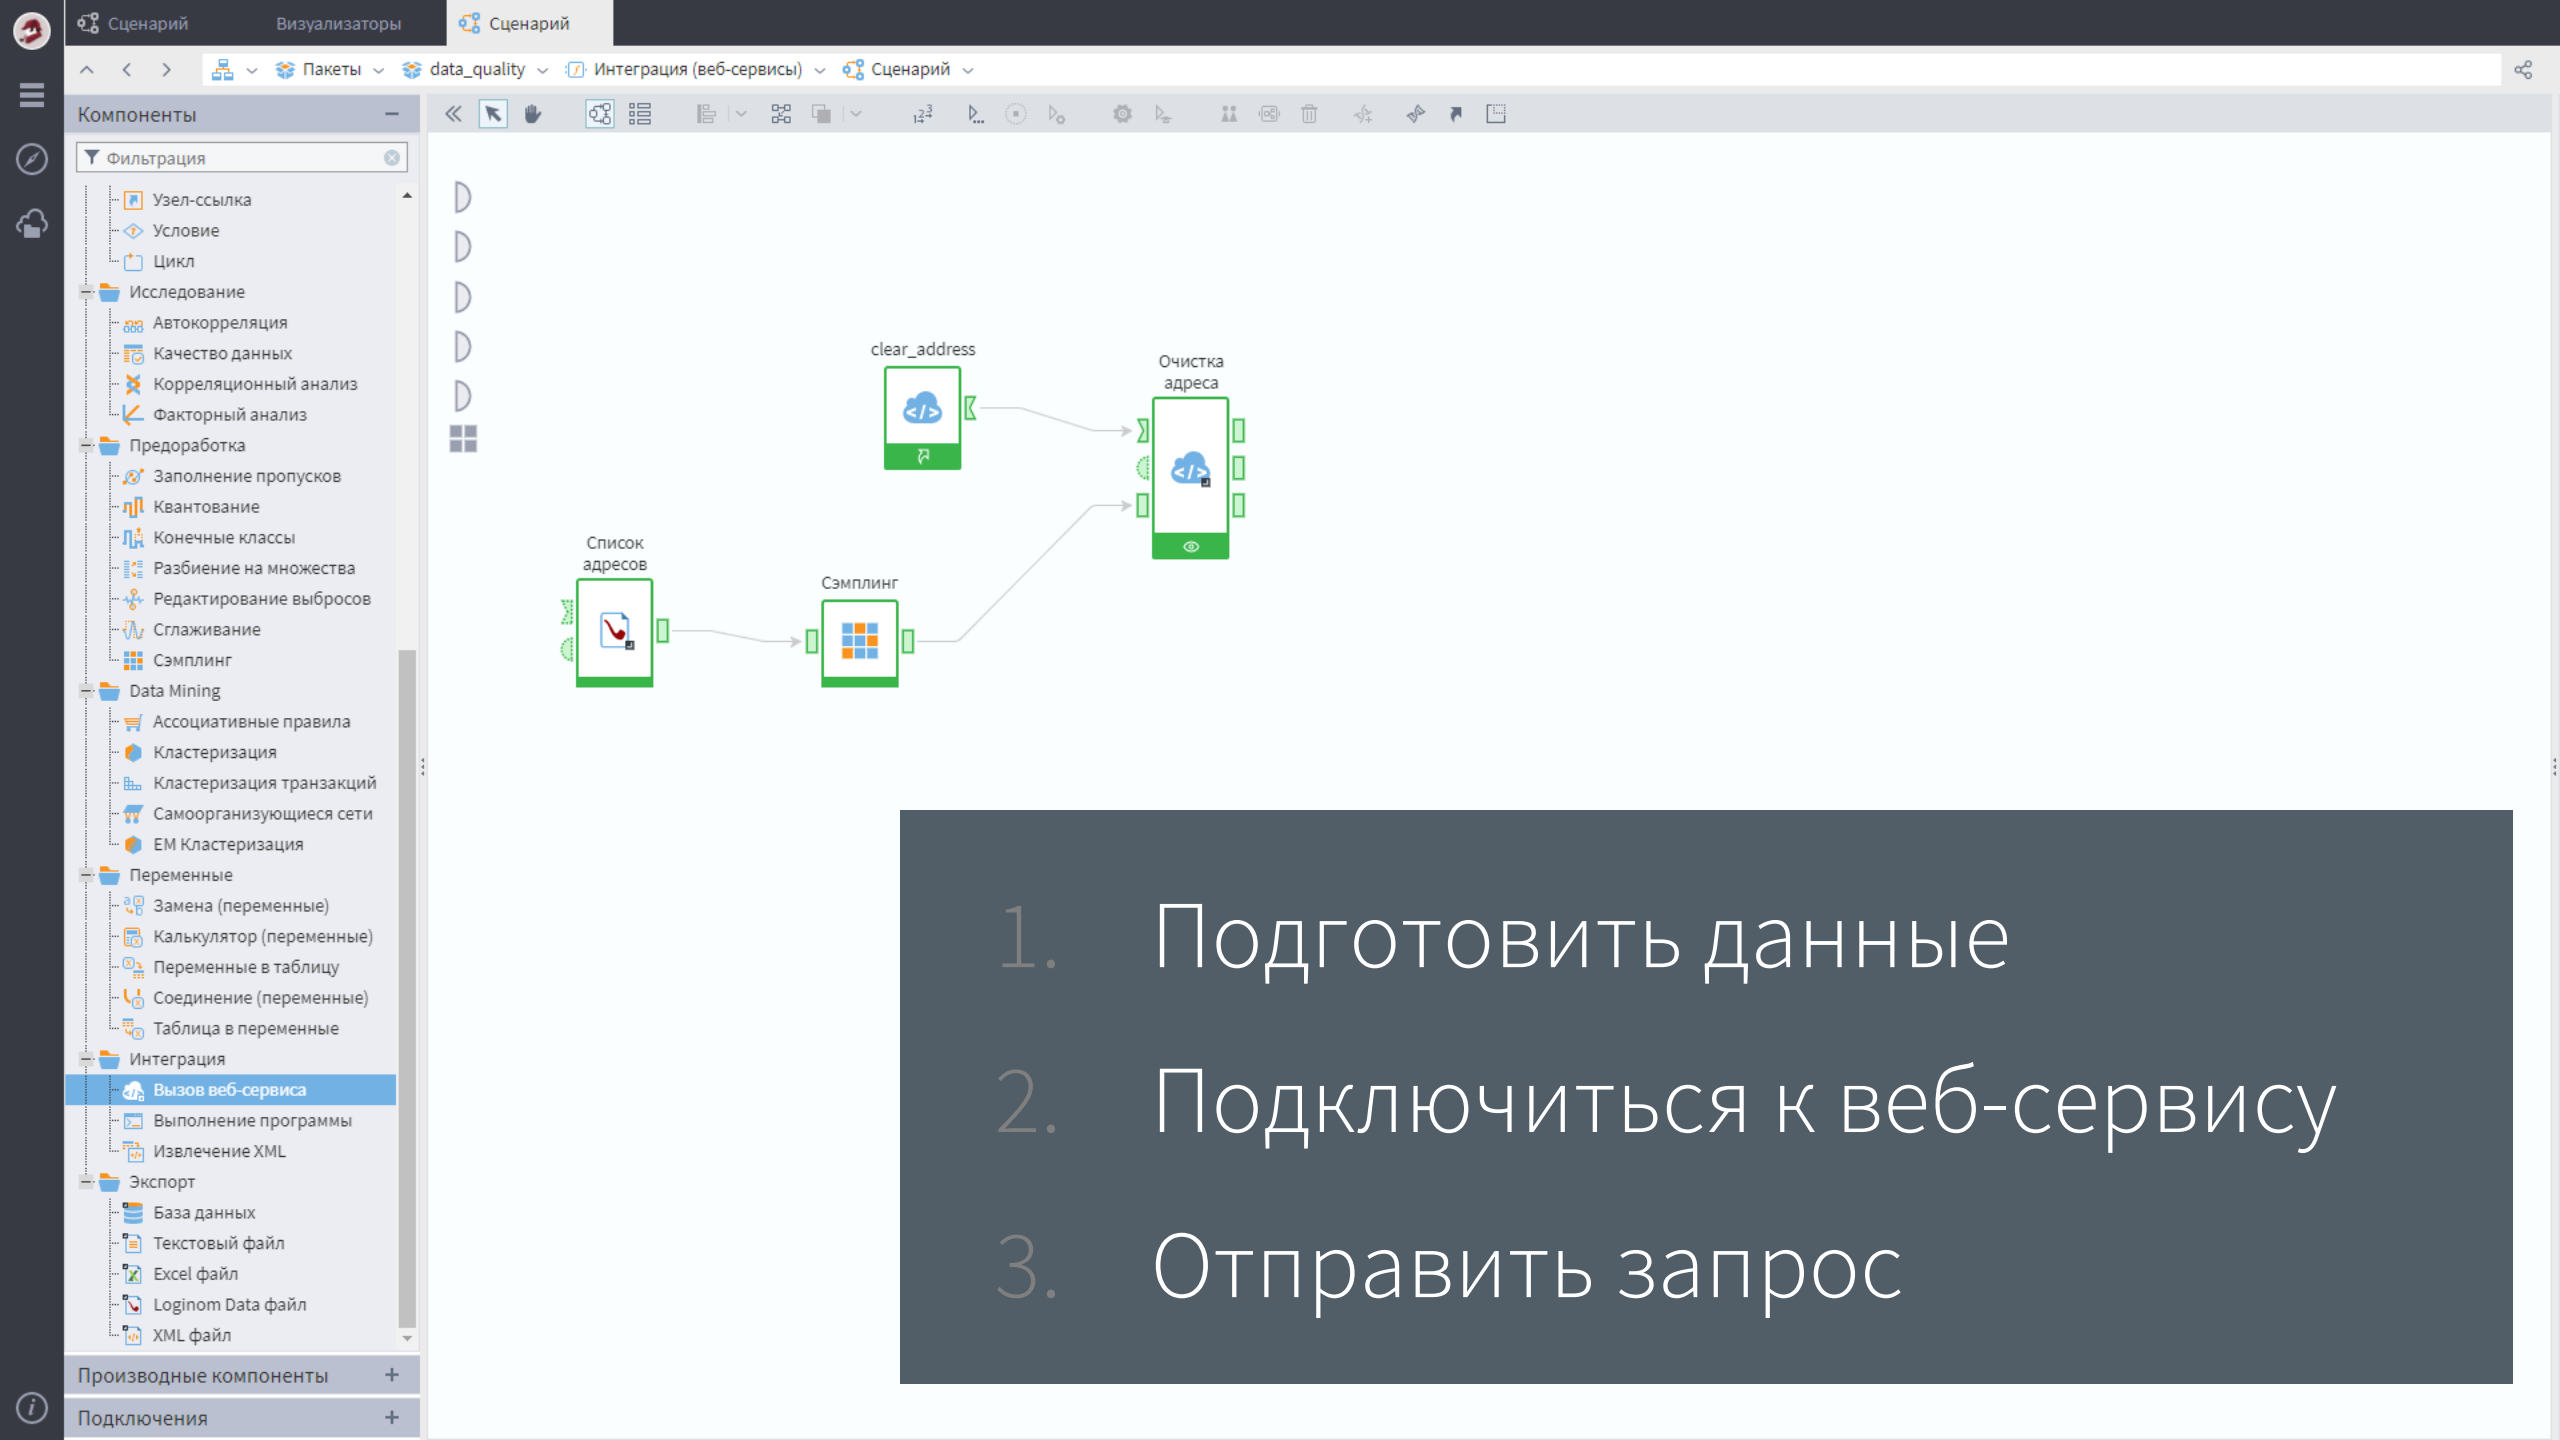 Сценарий
Визуализаторы
Сценарий
Пакеты
data_quality
Интеграция (веб-сервисы)
Сценарий
Компоненты
Фильтрация
Узел-ссылка
Условие
Цикл
Исследование
Автокорреляция
Качество данных
Корреляционный анализ
Факторный анализ
Предоработка
Заполнение пропусков
Квантование
Конечные классы
Разбиение на множества
Редактирование выбросов
Сглаживание
Сэмплинг
Data Mining
Ассоциативные правила
Кластеризация
Кластеризация транзакций
Самоорганизующиеся сети
EM Кластеризация
Переменные
Замена (переменные)
Калькулятор (переменные)
Переменные в таблицу
Соединение (переменные)
Таблица в переменные
Интеграция
Вызов веб-сервиса
Выполнение программы
Извлечение XML
Экспорт
База данных
Текстовый файл
Excel файл
Loginom Data файл
XML файл
Производные компоненты
Подключения
clear_address
Очистка
адреса
Список
адресов
Сэмплинг
1. Подготовить данные
2. Подключиться к веб-сервису
3. Отправить запрос